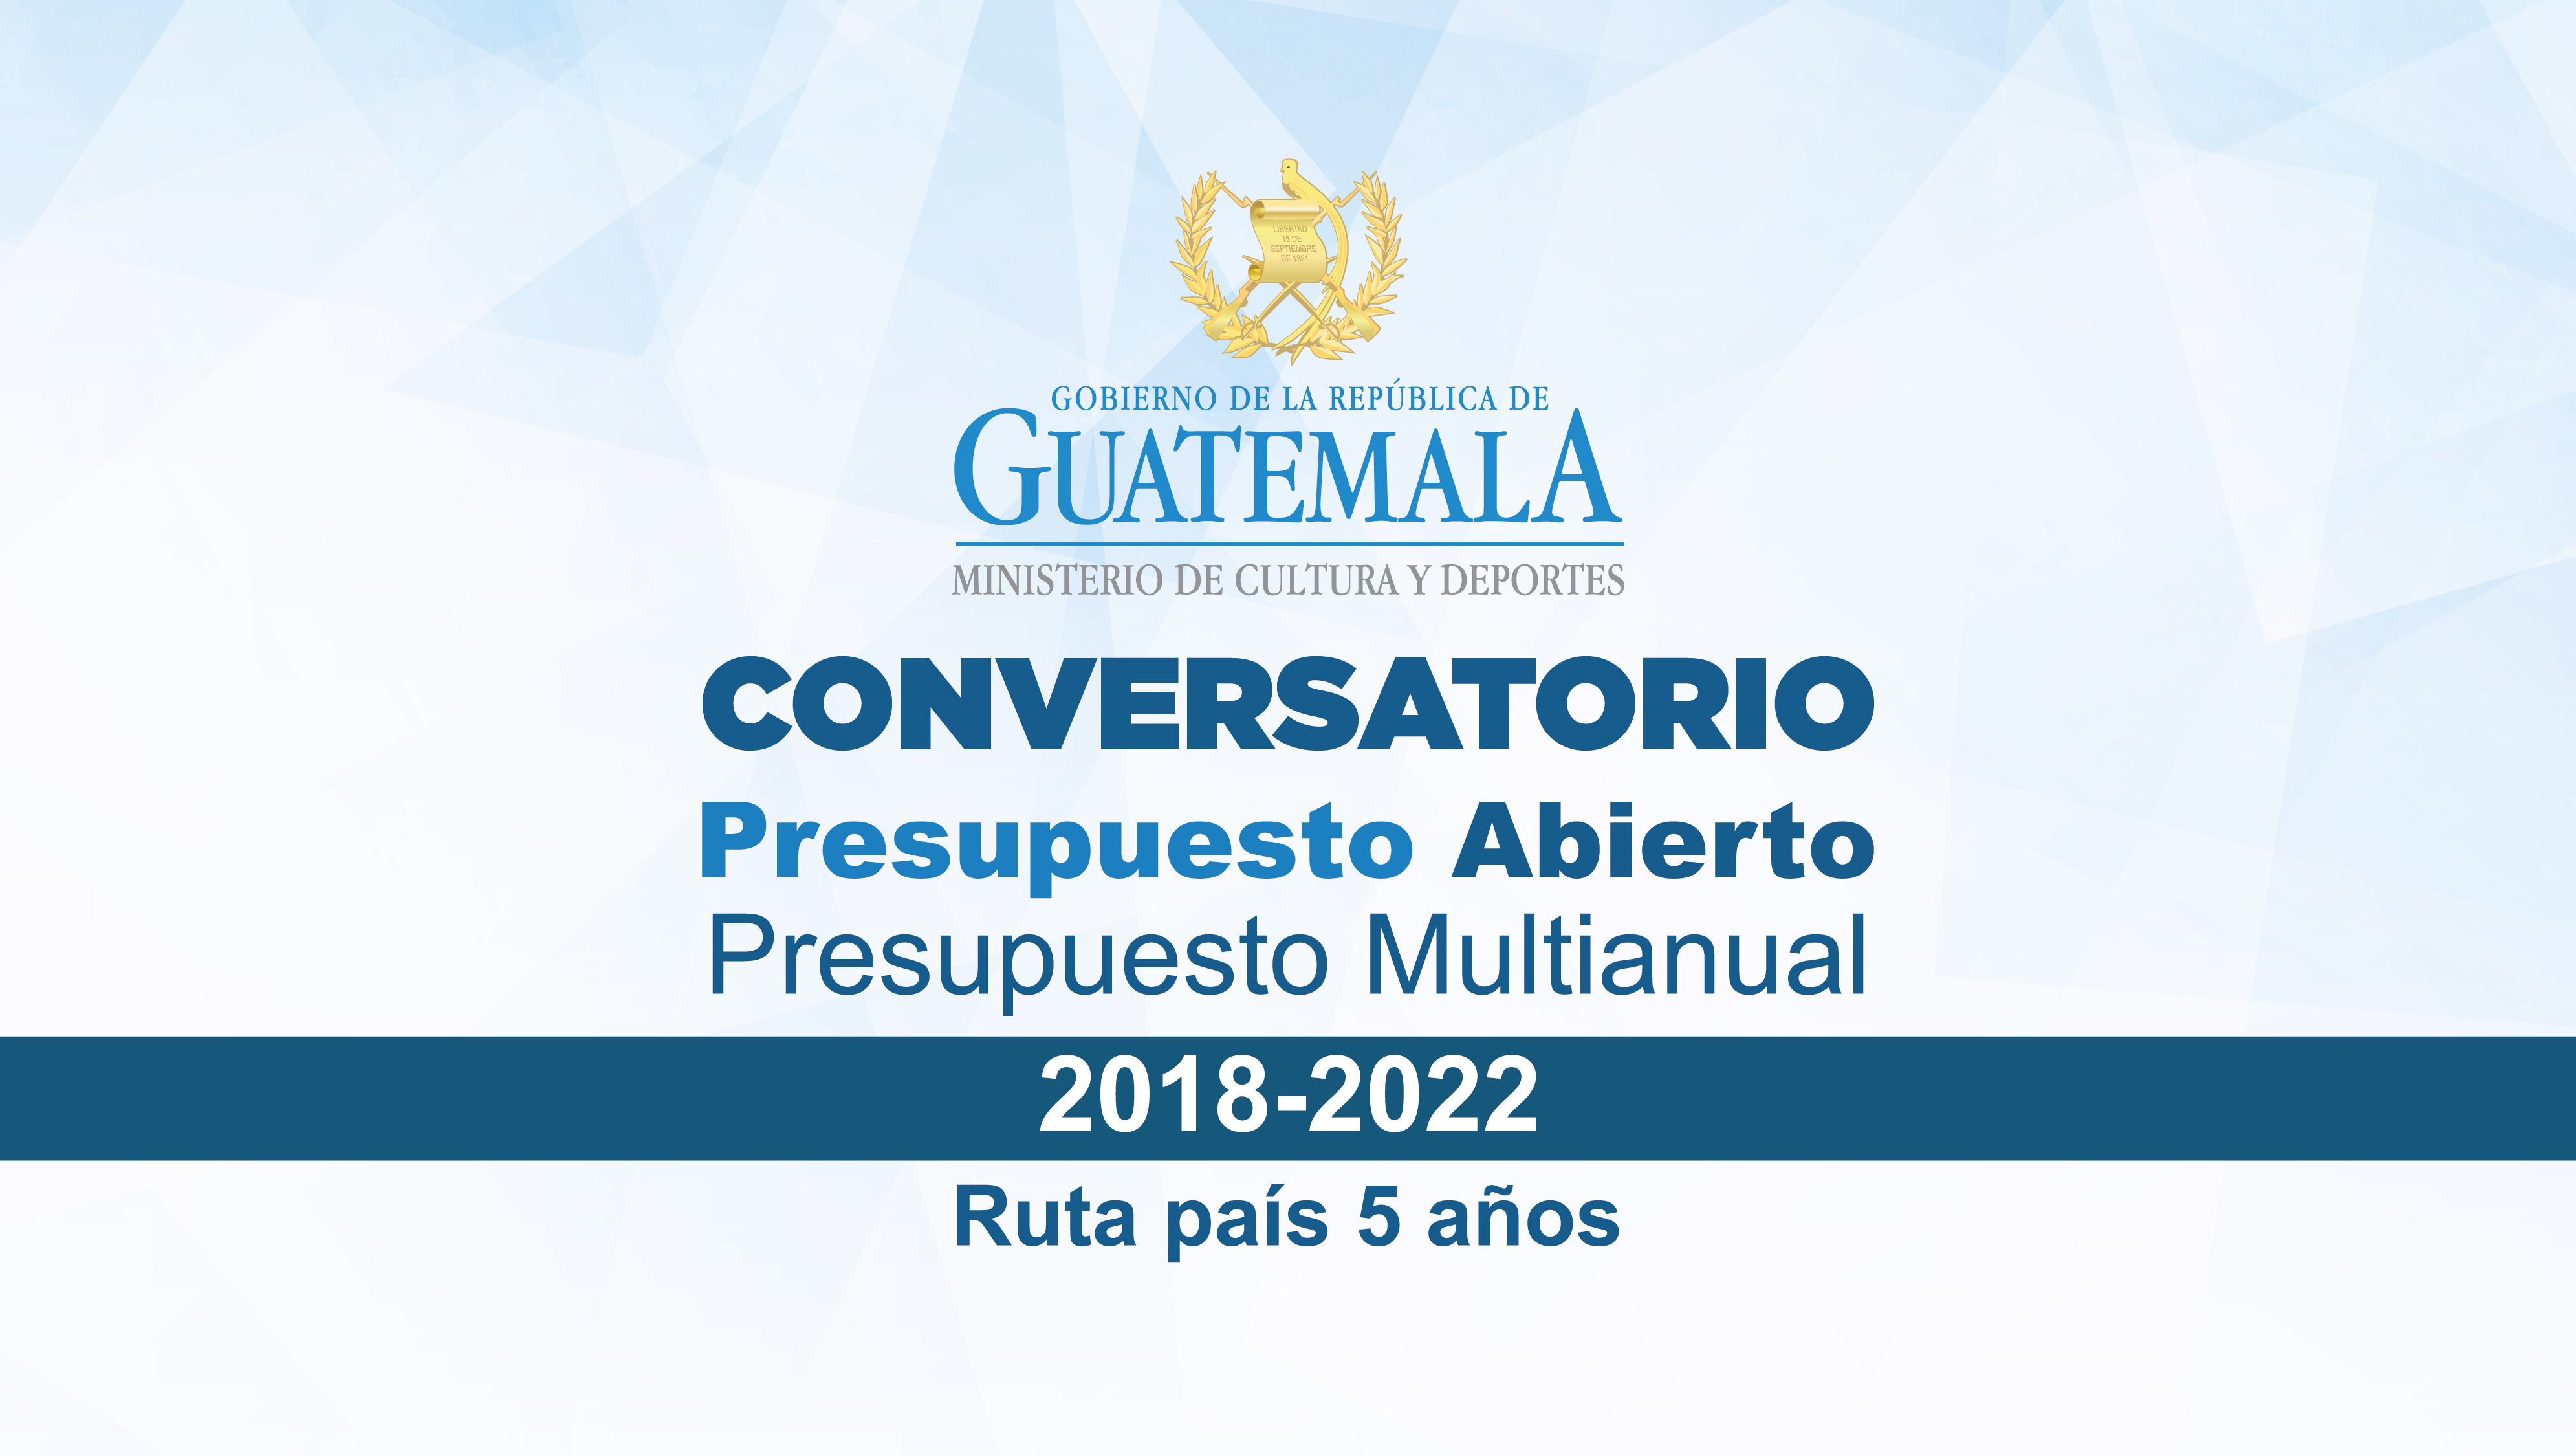 LIBERTAD
15 DE
SEPTIEMBRE
DE 1821
GOBIERNO DE LA REPÚBLICA DE
GUATEMALA
MINISTERIO DE CULTURA Y DEPORTES
CONVERSATORIO
Presupuesto Abierto
Presupuesto Multianual
2018-2022
Ruta país 5 años